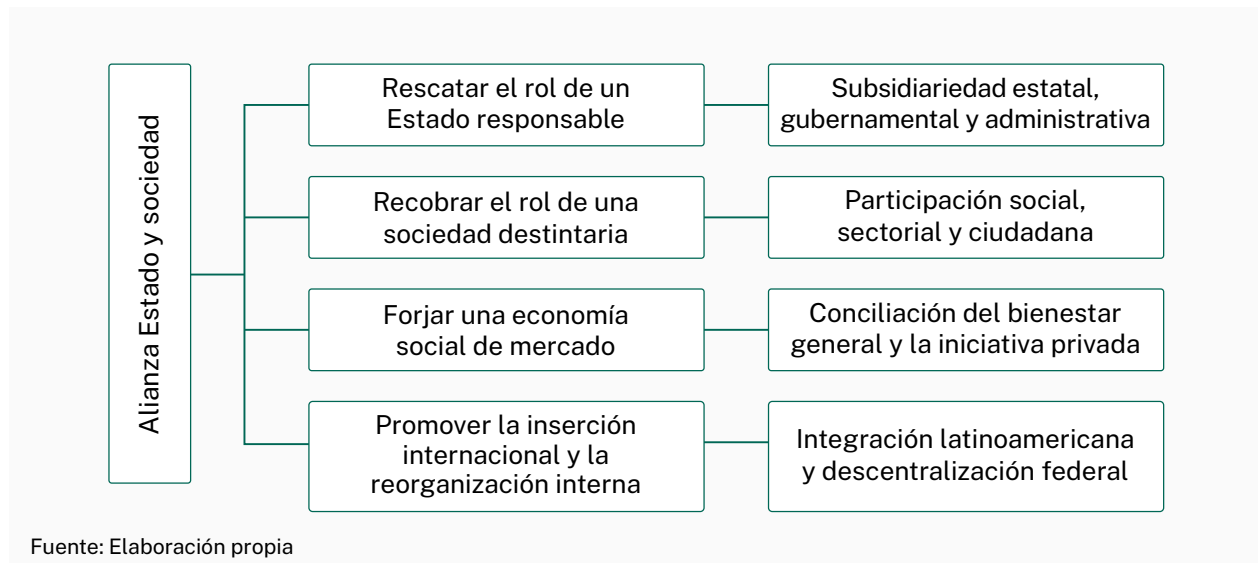 Alianza Estado y sociedad
Rescatar el rol de un
Estado responsable
Subsidiariedad estatal,
gubernamental y administrativa
Recobrar el rol de una
sociedad destintaria
Participación social,
sectorial y ciudadana
Forjar una economía
social de mercado
Conciliación del bienestar
general y la iniciativa privada
Promover la inserción
internacional y la
reorganización interna
Integración latinoamericana
y descentralización federal
Fuente: Elaboración propia